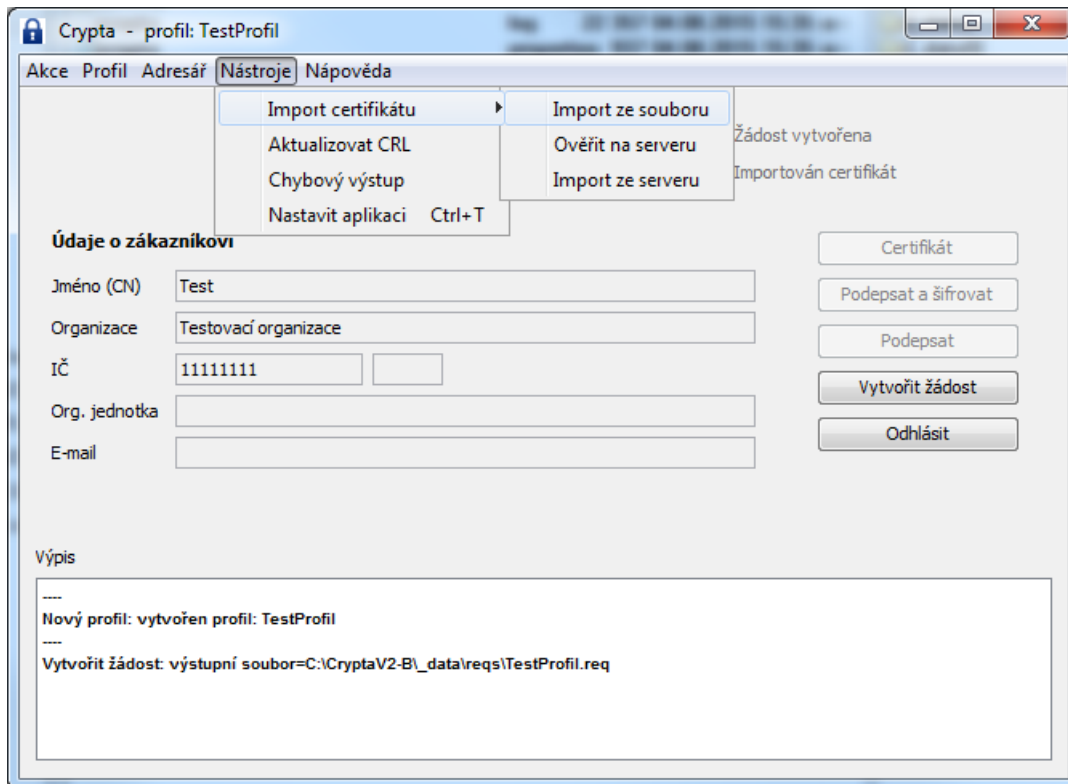 Crypta - profil: TestProfil
Akce Profil Adresář Nástroje Nápověda
Import certifikátu
Aktualizovat CRL
Chybový výstup
Nastavit aplikaci Ctrl+T
Import ze souboru
Ověřit na serveru
Import ze serveru
Žádost vytvořena
Importován certifikát
Údaje o zákazníkovi
Jméno (CN) Test
Organizace Testovací organizace
IČ 11111111
Org. jednotka
E-mail
Certifikát
Podepsat a šifrovat
Podepsat
Vytvořit žádost
Odhlásit
Výpis
----
Nový profil: vytvořen profil: TestProfil
----
Vytvořit žádost: výstupní soubor=C:\CryptaV2-B\_data\reqs\TestProfil.req